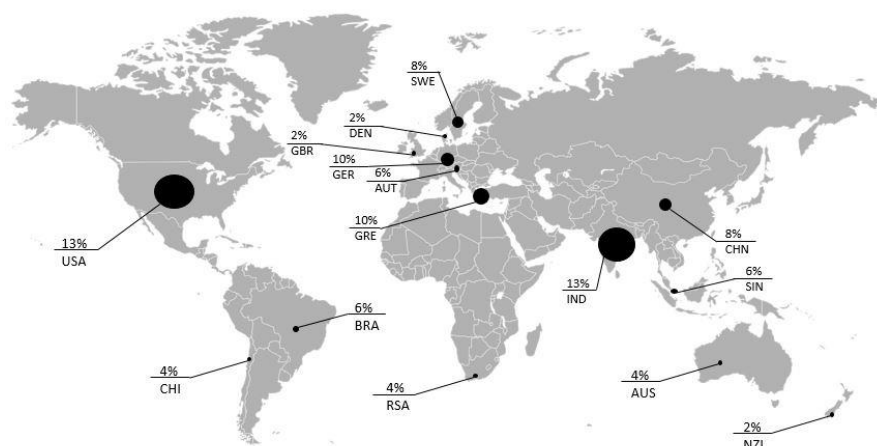 8%
SWE
2%
DEN
2%
GBR
10%
GER
6%
AUT
10%
GRE
13%
USA
8%
CHN
13%
IND
6%
SIN
6%
BRA
4%
CHI
4%
RSA
4%
AUS
2%
NZL